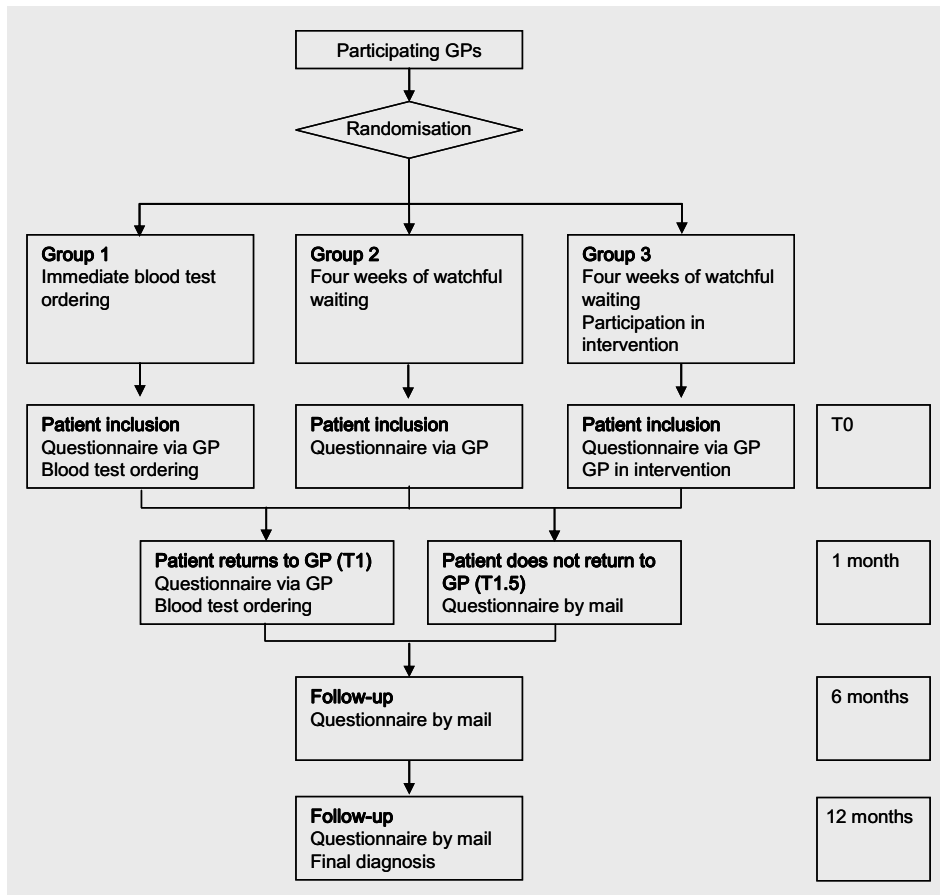 Participating GPs
Randomisation
Group 1
Immediate blood test
ordering
Group 2
Four weeks of watchful
waiting
Group 3
Four weeks of watchful
waiting
Participation in
intervention
Patient inclusion
Questionnaire via GP
Blood test ordering
Patient inclusion
Questionnaire via GP
Patient inclusion
Questionnaire via GP
GP in intervention
T0
Patient returns to GP (T1)
Questionnaire via GP
Blood test ordering
Patient does not return to
GP (T1.5)
Questionnaire by mail
1 month
Follow-up
Questionnaire by mail
6 months
Follow-up
Questionnaire by mail
Final diagnosis
12 months